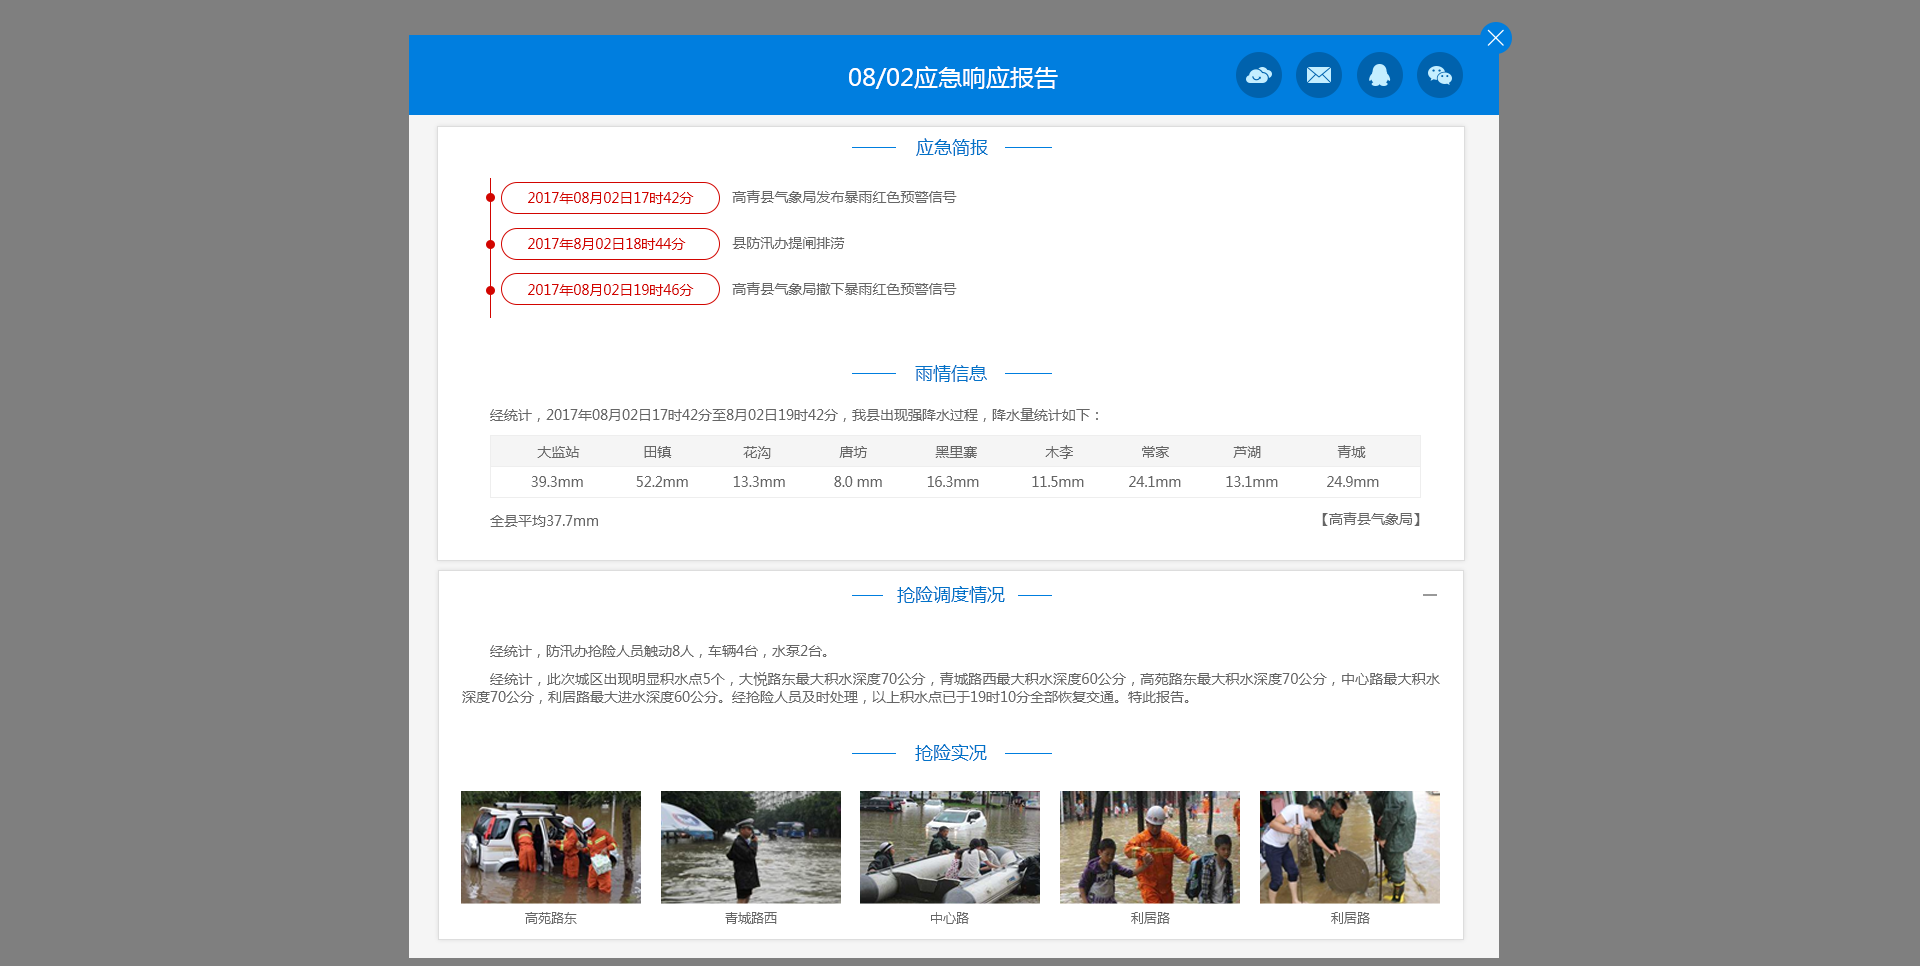 08/02应急响应报告
应急简报
2017年08月02日17时42分 高青县气象局发布暴雨红色预警信号
2017年8月02日18时44分 县防汛办提闸排涝
2017年08月02日19时46分 高青县气象局撤下暴雨红色预警信号
雨情信息
经统计，2017年08月02日17时42分至8月02日19时42分，我县出现强降水过程，降水量统计如下：
大监站 田镇 花沟 唐坊 黑里寨 木李 常家 芦湖 青城
39.3mm 52.2mm 13.3mm 8.0 mm 16.3mm 11.5mm 24.1mm 13.1mm 24.9mm
全县平均37.7mm 【高青县气象局】
抢险调度情况
经统计，防汛办抢险人员触动8人，车辆4台，水泵2台。
经统计，此次城区出现明显积水点5个，大悦路东最大积水深度70公分，青城路西最大积水深度60公分，高苑路东最大积水深度70公分，中心路最大积水
深度70公分，利居路最大进水深度60公分。经抢险人员及时处理，以上积水点已于19时10分全部恢复交通。特此报告。
抢险实况
高苑路东 青城路西 中心路 利居路 利居路